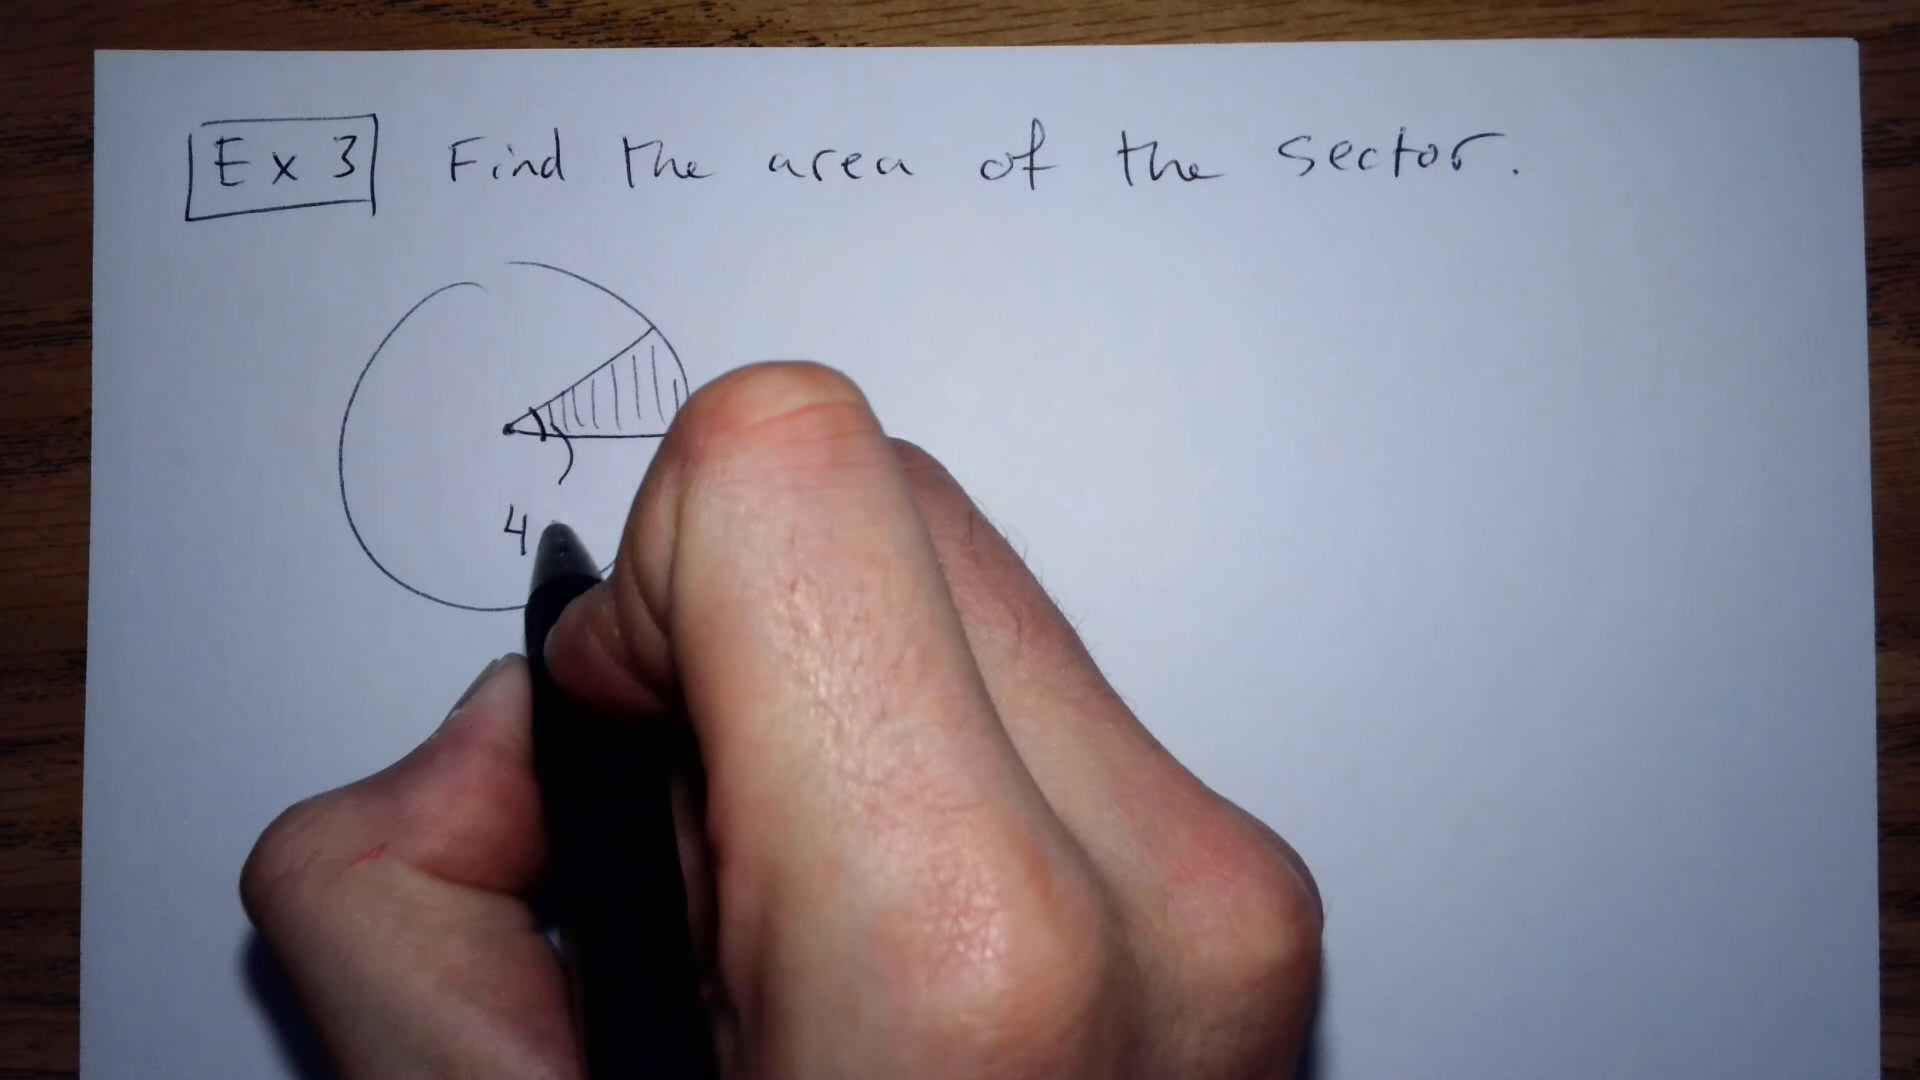 Ex 3 Find the area of the sector.
4